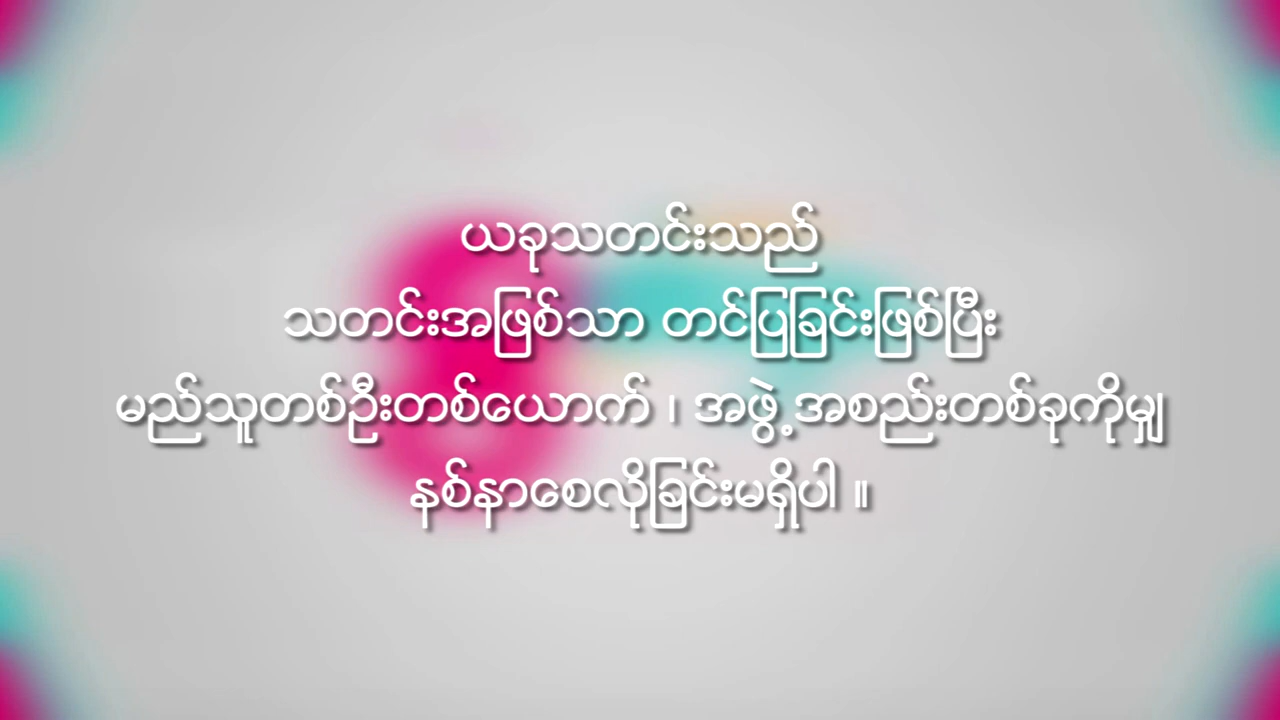 ယခုသတင်းသည်
သတင်းအဖြစ်သာ တင်ပြခြင်းဖြစ်ပြီး
မည်သူတစ်ဦးတစ်ယောက် ၊ အဖွဲ့အစည်းတစ်ခုကိုမျှ
နစ်နာစေလိုခြင်းမရှိပါ ။